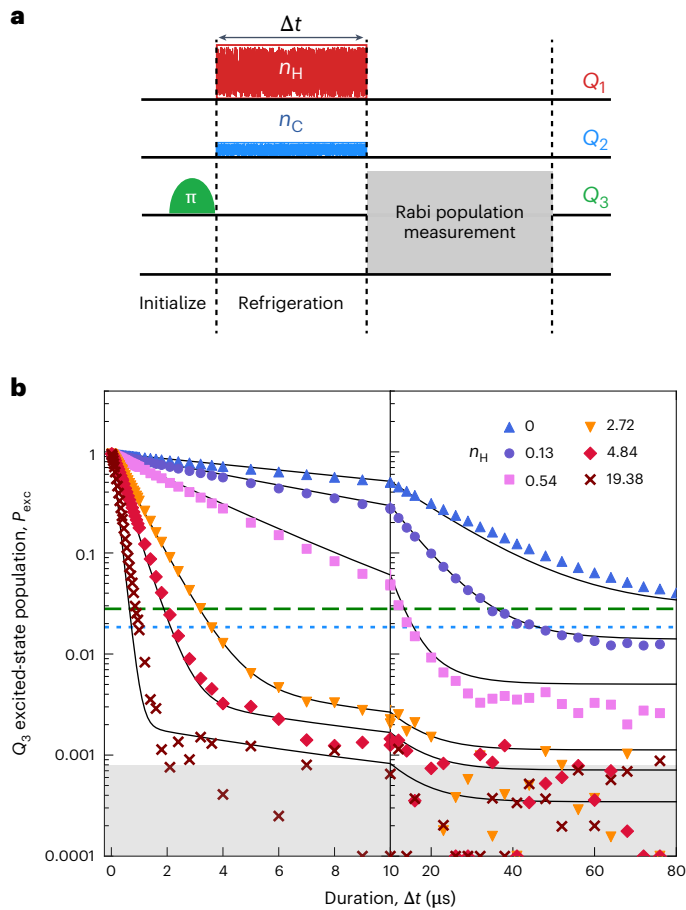 a
Δt
n_H
Q_1
n_C
Q_2
π
Q_3
Rabi population
measurement
Initialize
Refrigeration
b
Q_3 excited-state population, P_exc
1
0.1
0.01
0.001
0.0001
n_H
0
0.13
0.54
2.72
4.84
19.38
0
2
4
6
8
10
20
40
60
80
Duration, Δt (μs)